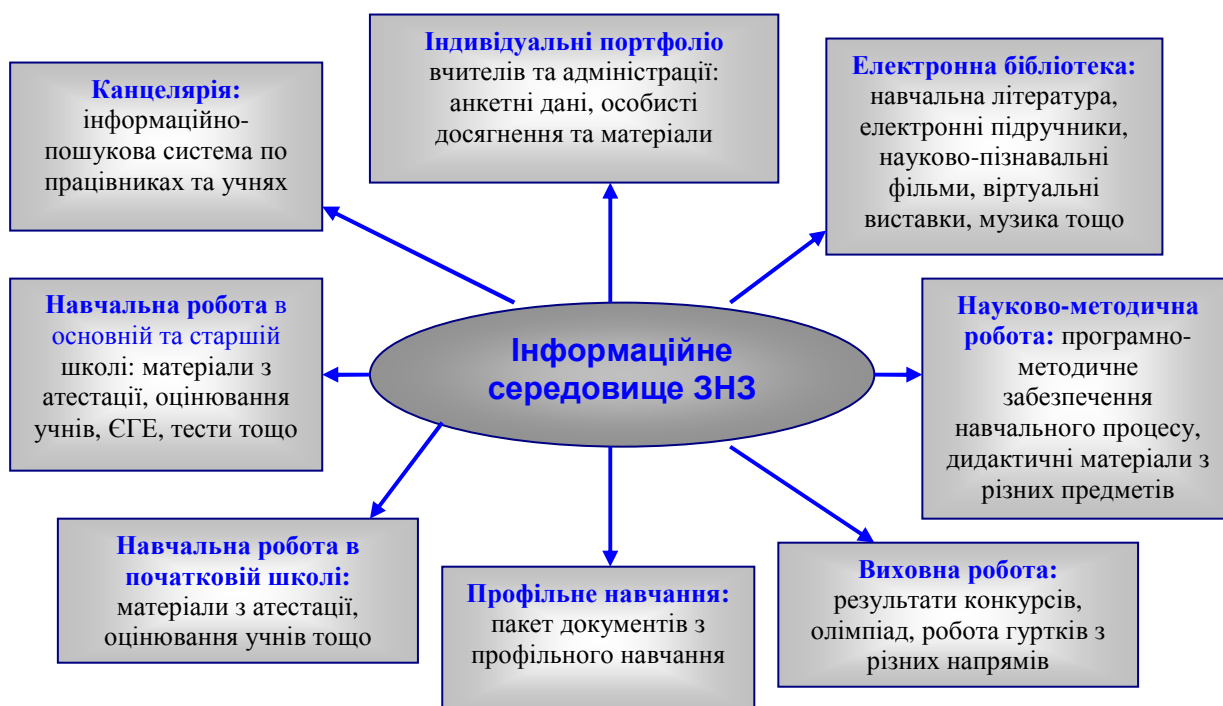 Індивідуальні портфоліо
вчителів та адміністрації:
анкетні дані, особисті
досягнення та матеріали
Канцелярія:
інформаційно-
пошукова система по
працівниках та учнях
Електронна бібліотека:
навчальна література,
електронні підручники,
науково-пізнавальні
фільми, віртуальні
виставки, музика тощо
Навчальна робота в
основній та старшій
школі: матеріали з
атестації, оцінювання
учнів, ЄГЕ, тести тощо
Інформаційне
середовище ЗНЗ
Науково-методична
робота: програмно-
методичне
забезпечення
навчального процесу,
дидактичні матеріали з
різних предметів
Навчальна робота в
початковій школі:
матеріали з атестації,
оцінювання учнів тощо
Профільне навчання:
пакет документів з
профільного навчання
Виховна робота:
результати конкурсів,
олімпіад, робота гуртків з
різних напрямів